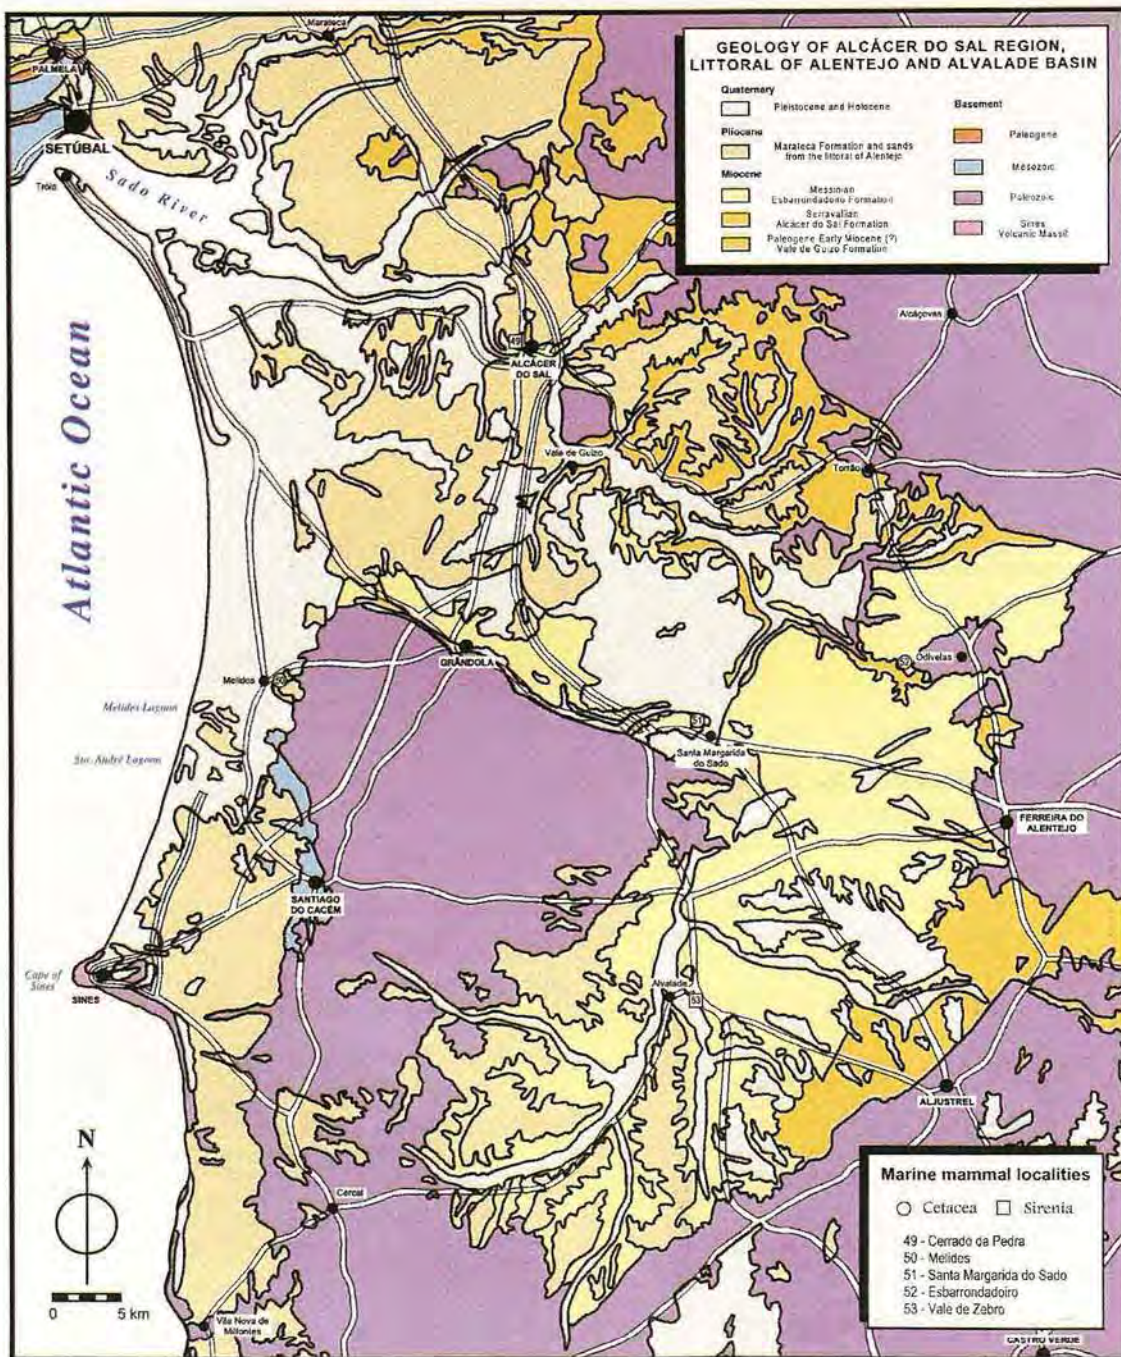 GEOLOGY OF ALCÁCER DO SAL REGION,
LITTORAL OF ALENTEJO AND ALVALADE BASIN
Quaternary
Pleistocene and Holocene
Pliocene
Marateca Formation and sands
from the littoral of Alentejo
Miocene
Messinian
Esbarrondadoiro Formation
Serravallian
Alcácer do Sal Formation
Paleogene Early Miocene (?)
Vale de Guizo Formation
Basement
Paleogene
Mesozoic
Paleozoic
Sines
Volcanic Massif
Marateca
PALMELA
SETÚBAL
Tróia
Sado River
Atlantic Ocean
Alcáçovas
49
ALCÁCER
DO SAL
Vale de Guizo
Torrão
GRÂNDOLA
52
Odivelas
Melides
50
Melides Lagoon
51
Santa Margarida
do Sado
Sto. André Lagoon
FERREIRA DO
ALENTEJO
SANTIAGO
DO CACÉM
Cape of
Sines
SINES
Alvalade
53
ALJUSTREL
N
Cercal
0 5 km
Vila Nova de
Milfontes
CASTRO VERDE
Marine mammal localities
Cetacea Sirenia
49 - Cerrado da Pedra
50 - Melides
51 - Santa Margarida do Sado
52 - Esbarrondadoiro
53 - Vale de Zebro